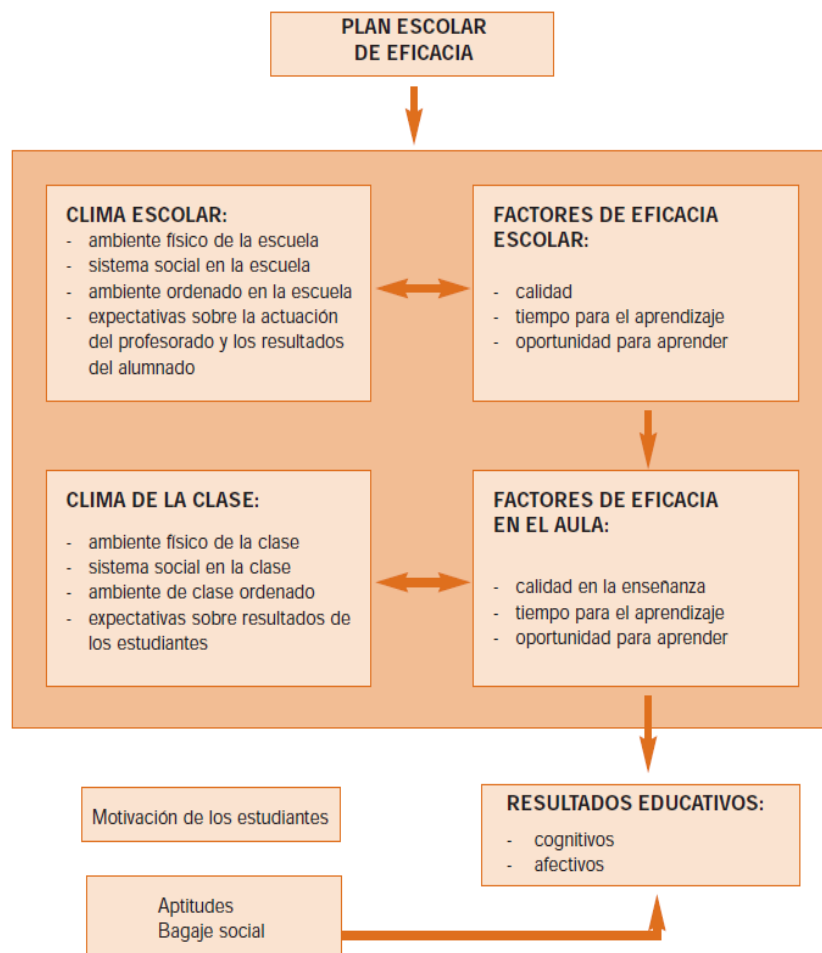 PLAN ESCOLAR
DE EFICACIA
CLIMA ESCOLAR:
- ambiente físico de la escuela
- sistema social en la escuela
- ambiente ordenado en la escuela
- expectativas sobre la actuación
del profesorado y los resultados
del alumnado
FACTORES DE EFICACIA
ESCOLAR:
- calidad
- tiempo para el aprendizaje
- oportunidad para aprender
CLIMA DE LA CLASE:
- ambiente físico de la clase
- sistema social en la clase
- ambiente de clase ordenado
- expectativas sobre resultados de
los estudiantes
FACTORES DE EFICACIA
EN EL AULA:
- calidad en la enseñanza
- tiempo para el aprendizaje
- oportunidad para aprender
Motivación de los estudiantes
RESULTADOS EDUCATIVOS:
- cognitivos
- afectivos
Aptitudes
Bagaje social